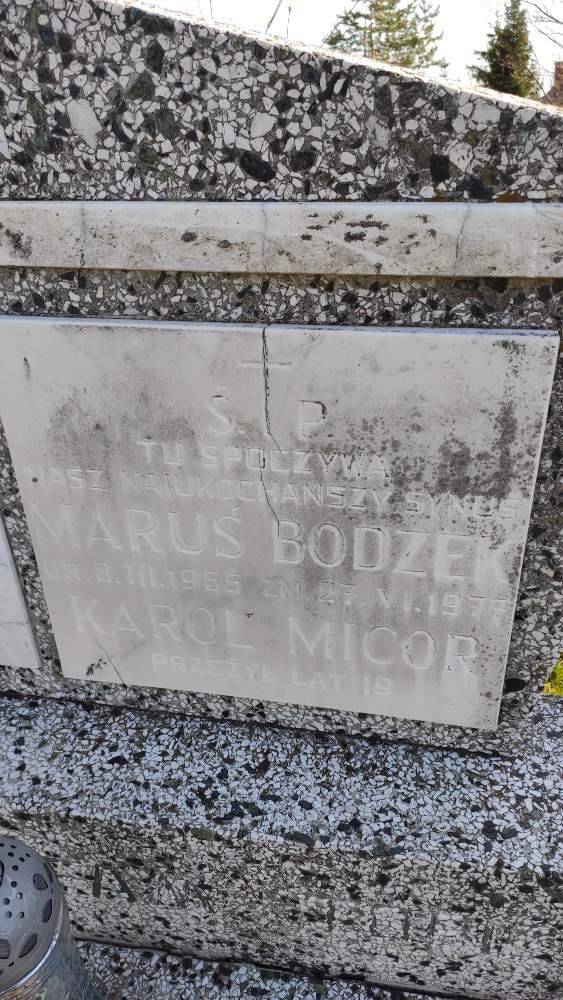 Ś. P.
TU SPOCZYWA
NASZ NAJUKOCHAŃSZY SYNUŚ
MARUŚ BODZEK
UR. 8.III.1965 ZM. 27.VI.1972
KAROL MICOR
PRZEŻYŁ LAT 19